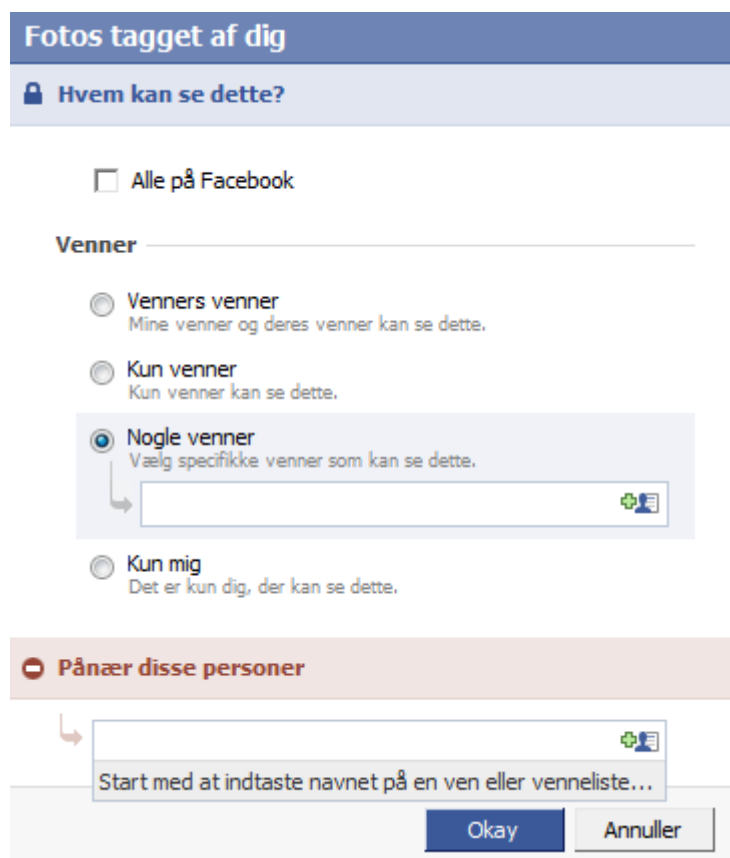 Fotos tagget af dig
Hvem kan se dette?
Alle på Facebook
Venner
Venners venner
Mine venner og deres venner kan se dette.
Kun venner
Kun venner kan se dette.
Nogle venner
Vælg specifikke venner som kan se dette.
Kun mig
Det er kun dig, der kan se dette.
Pånær disse personer
Start med at indtaste navnet på en ven eller venneliste...
Okay
Annuller